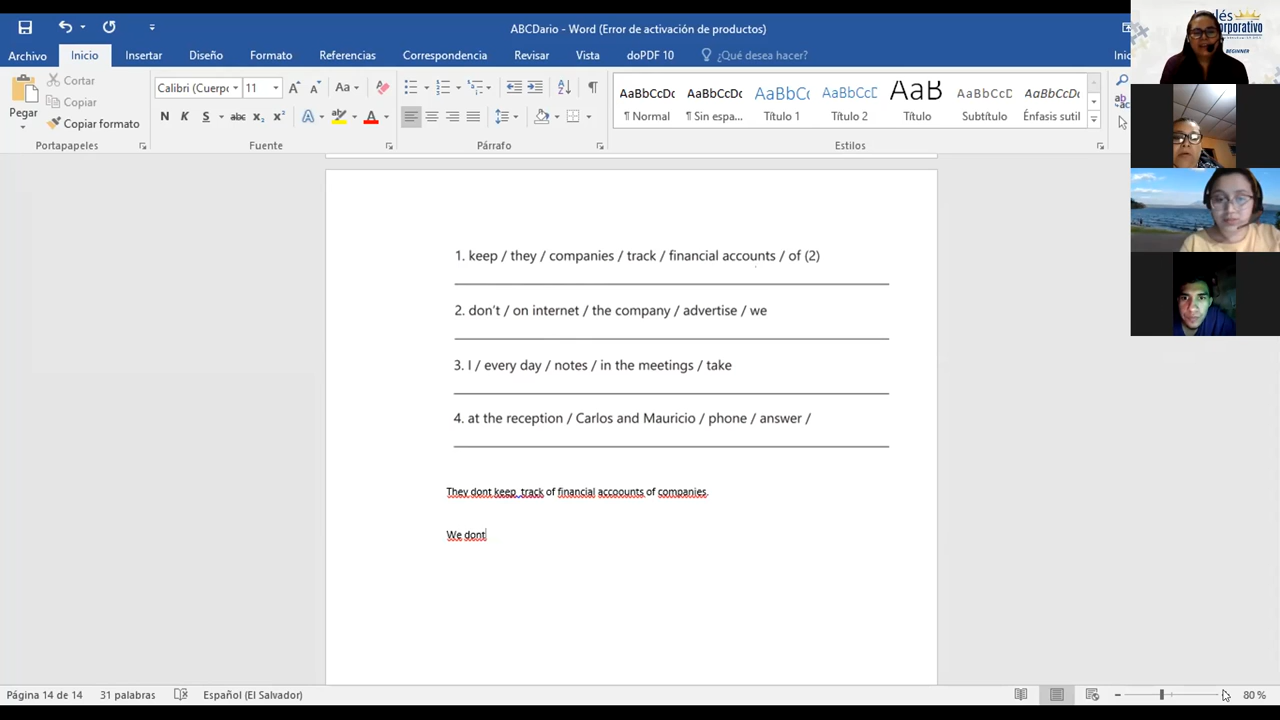 ABCDario - Word (Error de activación de productos)
Archivo Inicio Insertar Diseño Formato Referencias Correspondencia Revisar Vista doPDF 10 ¿Qué desea hacer?
Cortar
Copiar
Copiar formato
Pegar
Portapapeles
Calibri (Cuerpo 11
Fuente
Párrafo
AaBbCcDc AaBbCcDc AaBbCc AaBbCcC AaB AaBbCcD AaBbCcDc
¶ Normal ¶ Sin espa... Título 1 Título 2 Título Subtítulo Énfasis sutil
Estilos
BEGINNER
1. keep / they / companies / track / financial accounts / of (2)
2. don't / on internet / the company / advertise / we
3. I / every day / notes / in the meetings / take
4. at the reception / Carlos and Mauricio / phone / answer /
They dont keep track of financial accoounts of companies.
We dont
Página 14 de 14 31 palabras Español (El Salvador) 80 %